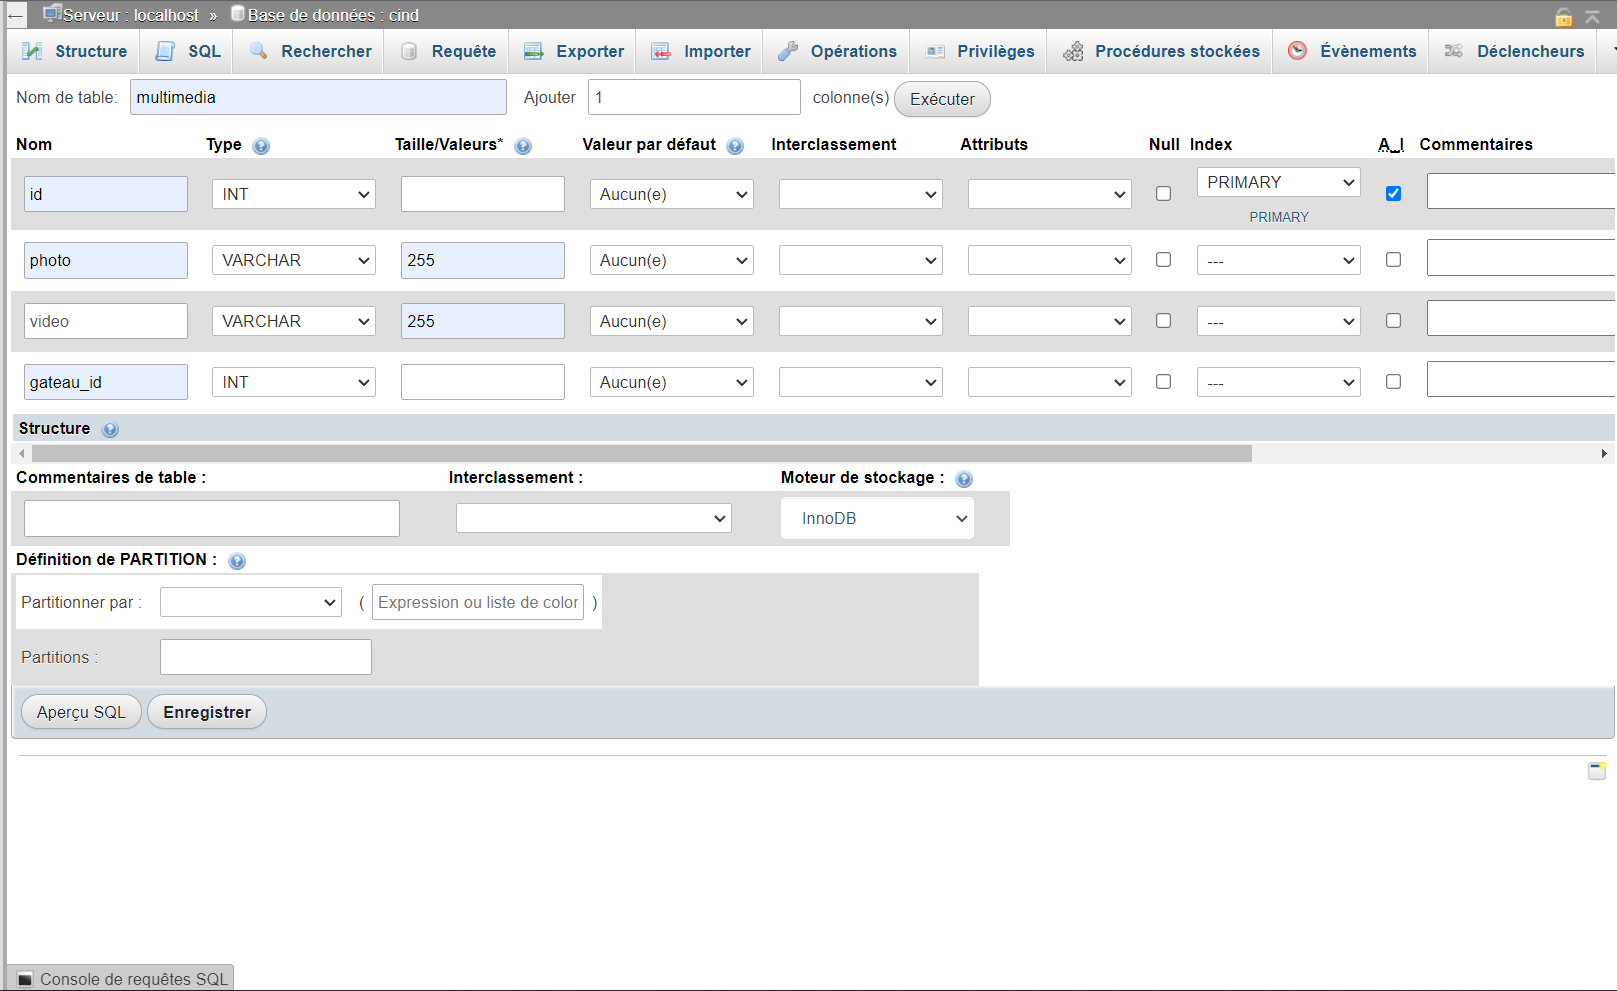 Serveur : localhost » Base de données : cind
Structure SQL Rechercher Requête Exporter Importer Opérations Privilèges Procédures stockées Évènements Déclencheurs
Nom de table: multimedia Ajouter 1 colonne(s) Exécuter
Nom Type Taille/Valeurs* Valeur par défaut Interclassement Attributs Null Index A_I Commentaires
id INT Aucun(e) PRIMARY
PRIMARY
photo VARCHAR 255 Aucun(e) ---
video VARCHAR 255 Aucun(e) ---
gateau_id INT Aucun(e) ---
Structure
Commentaires de table : Interclassement : Moteur de stockage :
InnoDB
Définition de PARTITION :
Partitionner par : ( Expression ou liste de color )
Partitions :
Aperçu SQL Enregistrer
Console de requêtes SQL